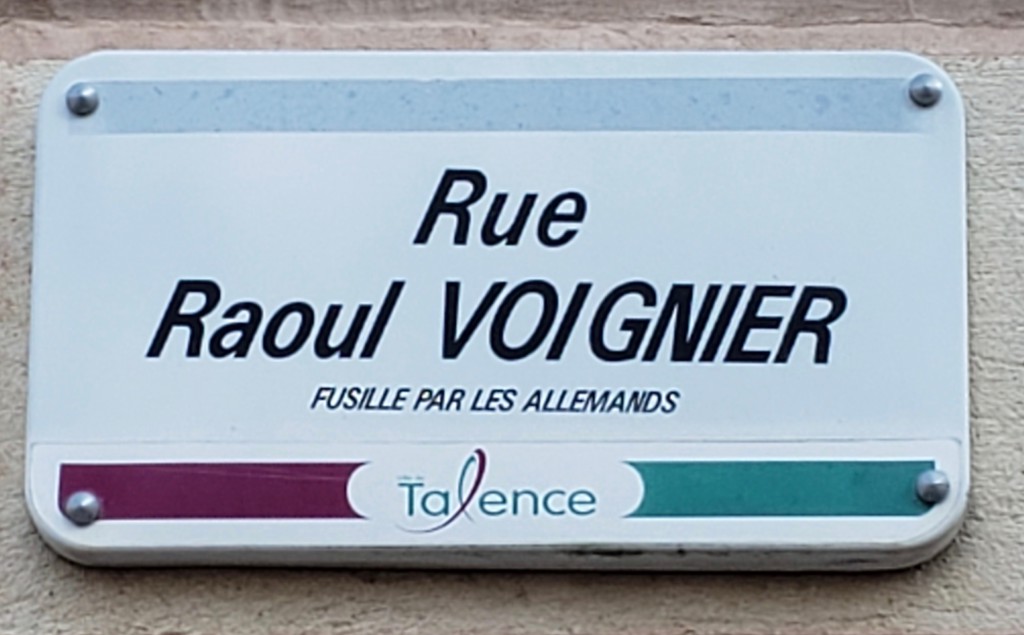 Rue
Raoul VOIGNIER
FUSILLE PAR LES ALLEMANDS
Talence